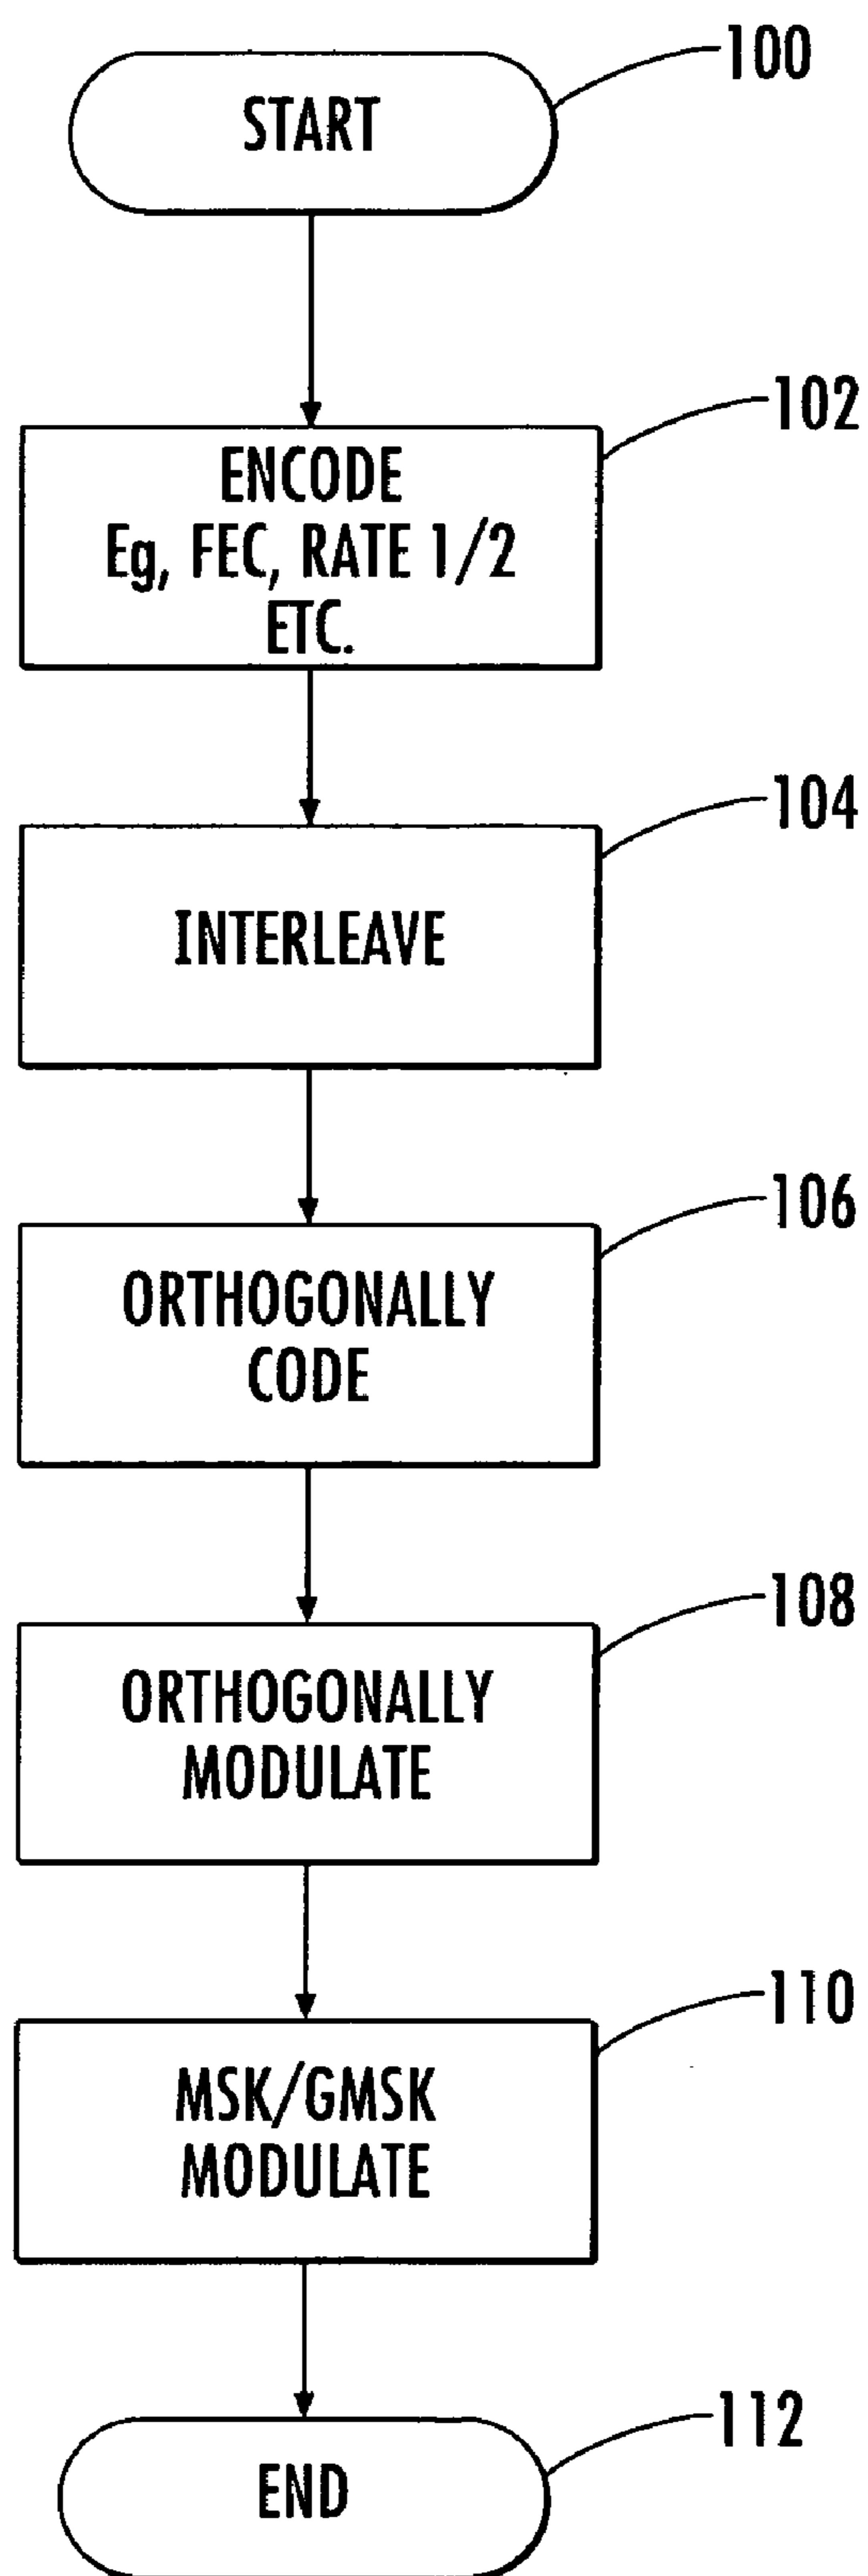 100
START
102
ENCODE
Eg, FEC, RATE 1/2
ETC.
104
INTERLEAVE
106
ORTHOGONALLY
CODE
108
ORTHOGONALLY
MODULATE
110
MSK/GMSK
MODULATE
112
END